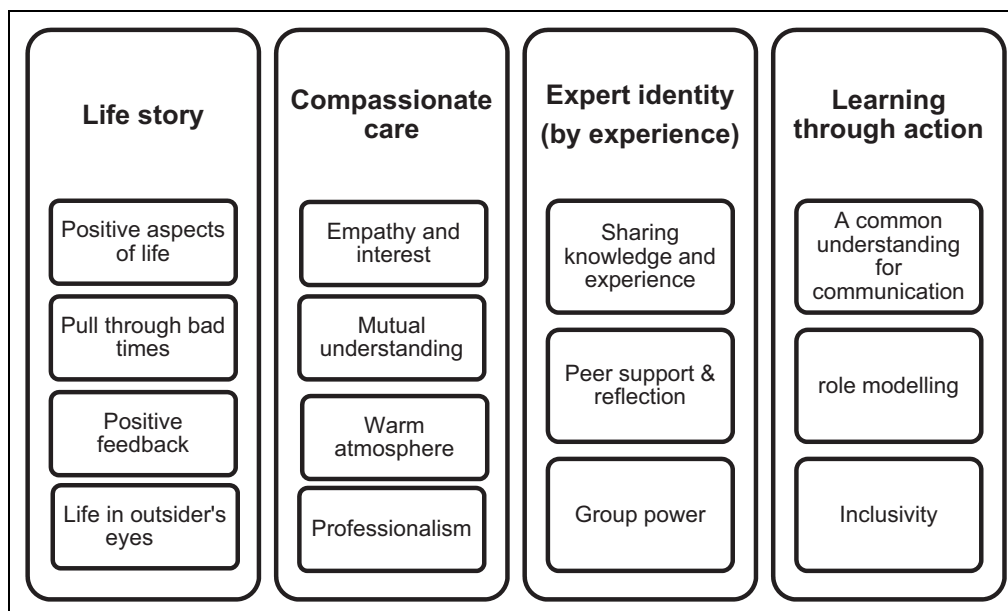 Life story
Positive aspects
of life
Pull through bad
times
Positive
feedback
Life in outsider's
eyes
Compassionate
care
Empathy and
interest
Mutual
understanding
Warm
atmosphere
Professionalism
Expert identity
(by experience)
Sharing
knowledge and
experience
Peer support &
reflection
Group power
Learning
through action
A common
understanding
for
communication
role modelling
Inclusivity